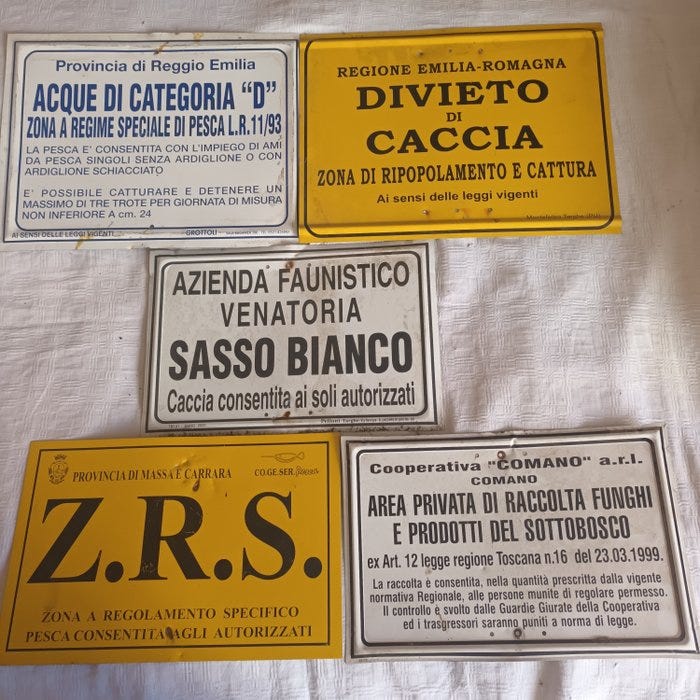 Provincia di Reggio Emilia
ACQUE DI CATEGORIA "D"
ZONA A REGIME SPECIALE DI PESCA L.R.11/93
LA PESCA E' CONSENTITA CON L'IMPIEGO DI AMI
DA PESCA SINGOLI SENZA ARDIGLIONE O CON
ARDIGLIONE SCHIACCIATO
E' POSSIBILE CATTURARE E DETENERE UN
MASSIMO DI TRE TROTE PER GIORNATA DI MISURA
NON INFERIORE A cm. 24
AI SENSI DELLE LEGGI VIGENTI
GROTTOLI
REGIONE EMILIA-ROMAGNA
DIVIETO
DI
CACCIA
ZONA DI RIPOPOLAMENTO E CATTURA
Ai sensi delle leggi vigenti
Montefeltro Targhe (PU)
AZIENDA FAUNISTICO
VENATORIA
SASSO BIANCO
Caccia consentita ai soli autorizzati
PROVINCIA DI MASSA E CARRARA
CO.GE.SER.
Z.R.S.
ZONA A REGOLAMENTO SPECIFICO
PESCA CONSENTITA AGLI AUTORIZZATI
Cooperativa "COMANO" a.r.l.
COMANO
AREA PRIVATA DI RACCOLTA FUNGHI
E PRODOTTI DEL SOTTOBOSCO
ex Art. 12 legge regione Toscana n.16 del 23.03.1999.
La raccolta è consentita, nella quantità prescritta dalla vigente
normativa Regionale, alle persone munite di regolare permesso.
Il controllo è svolto dalle Guardie Giurate della Cooperativa
ed i trasgressori saranno puniti a norma di legge.